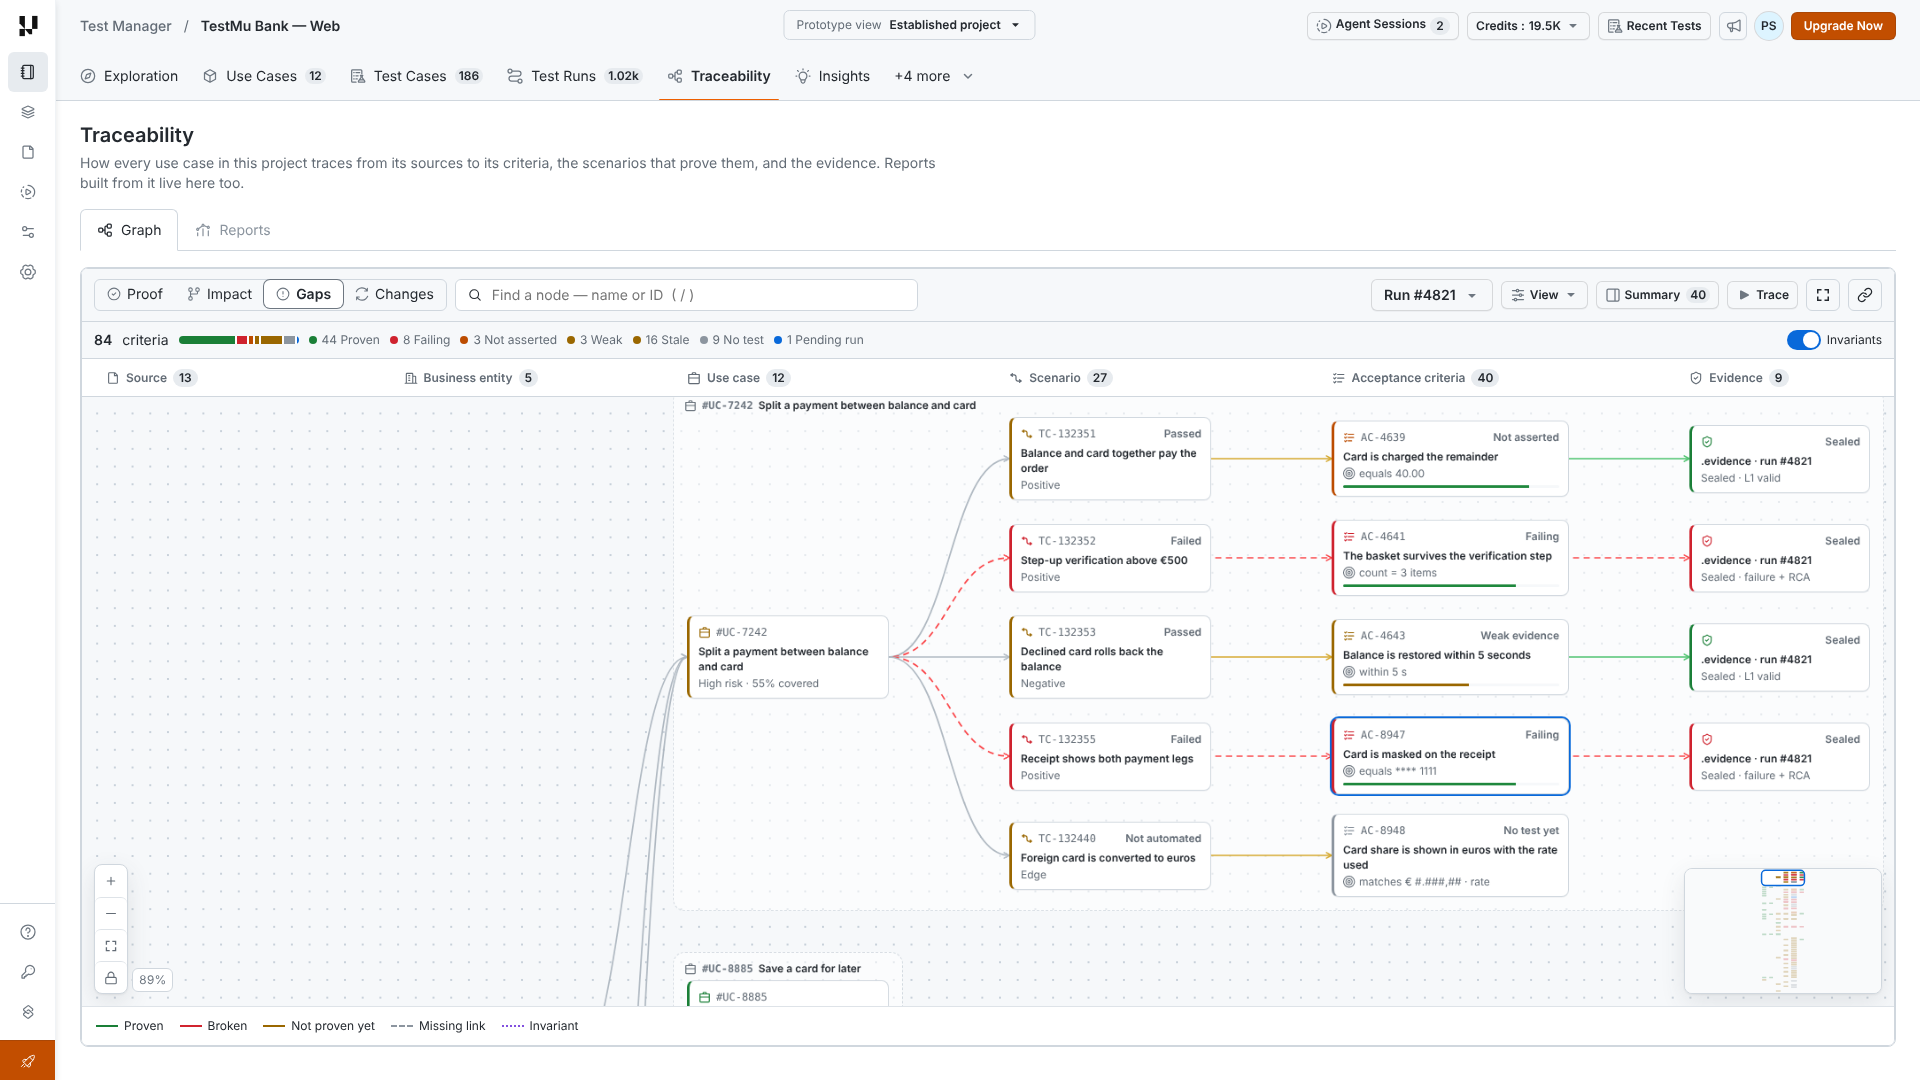 Test Manager / TestMu Bank — Web
Prototype view Established project
Agent Sessions 2
Credits : 19.5K
Recent Tests
PS
Upgrade Now
Exploration
Use Cases 12
Test Cases 186
Test Runs 1.02k
Traceability
Insights
+4 more
Traceability
How every use case in this project traces from its sources to its criteria, the scenarios that prove them, and the evidence. Reports
built from it live here too.
Graph
Reports
Proof
Impact
Gaps
Changes
Find a node — name or ID ( / )
Run #4821
View
Summary 40
Trace
84 criteria
44 Proven
8 Failing
3 Not asserted
3 Weak
16 Stale
9 No test
1 Pending run
Invariants
Source 13
Business entity 5
Use case 12
Scenario 27
Acceptance criteria 40
Evidence 9
#UC-7242 Split a payment between balance and card
#UC-7242
Split a payment between balance
and card
High risk · 55% covered
TC-132351 Passed
Balance and card together pay the
order
Positive
AC-4639 Not asserted
Card is charged the remainder
equals 40.00
Sealed
.evidence · run #4821
Sealed · L1 valid
TC-132352 Failed
Step-up verification above €500
Positive
AC-4641 Failing
The basket survives the verification step
count = 3 items
Sealed
.evidence · run #4821
Sealed · failure + RCA
TC-132353 Passed
Declined card rolls back the
balance
Negative
AC-4643 Weak evidence
Balance is restored within 5 seconds
within 5 s
Sealed
.evidence · run #4821
Sealed · L1 valid
TC-132355 Failed
Receipt shows both payment legs
Positive
AC-8947 Failing
Card is masked on the receipt
equals **** 1111
Sealed
.evidence · run #4821
Sealed · failure + RCA
TC-132440 Not automated
Foreign card is converted to euros
Edge
AC-8948 No test yet
Card share is shown in euros with the rate
used
matches € #.###,## · rate
#UC-8885 Save a card for later
#UC-8885
89%
Proven
Broken
Not proven yet
Missing link
Invariant